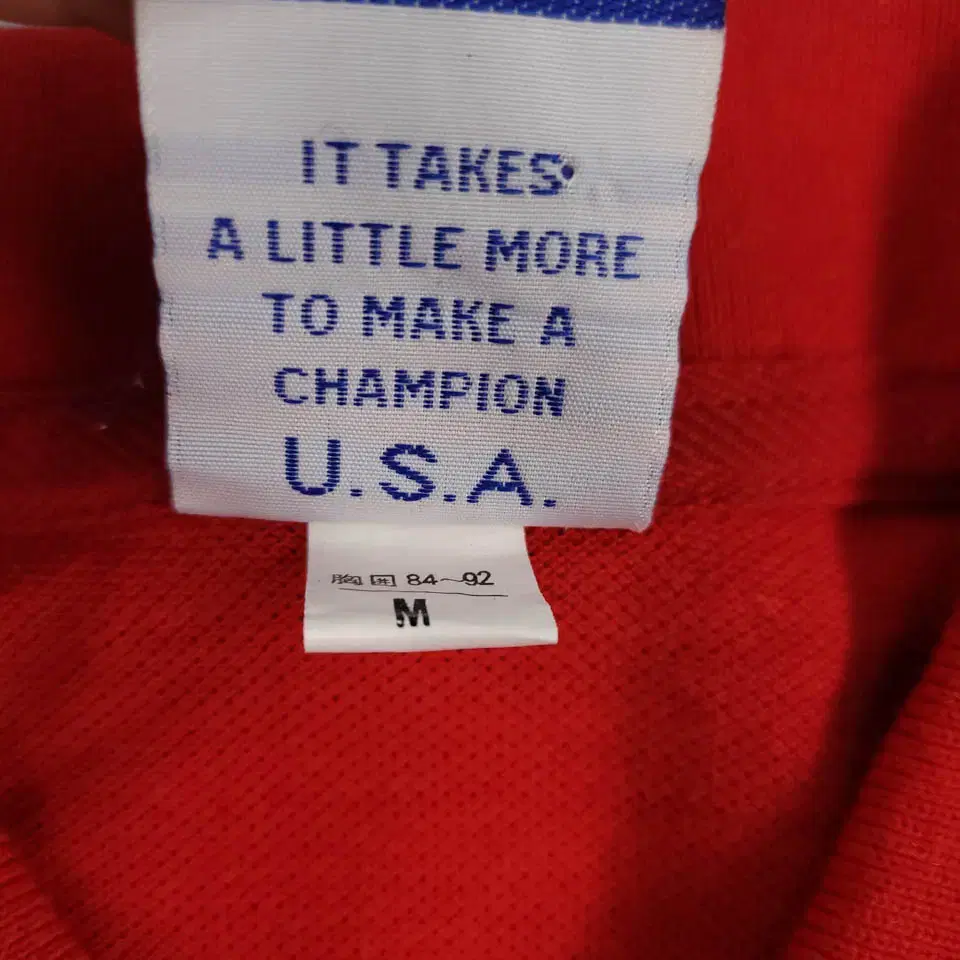 IT TAKES
A LITTLE MORE
TO MAKE A
CHAMPION
U.S.A.
胸囲 84~92
M